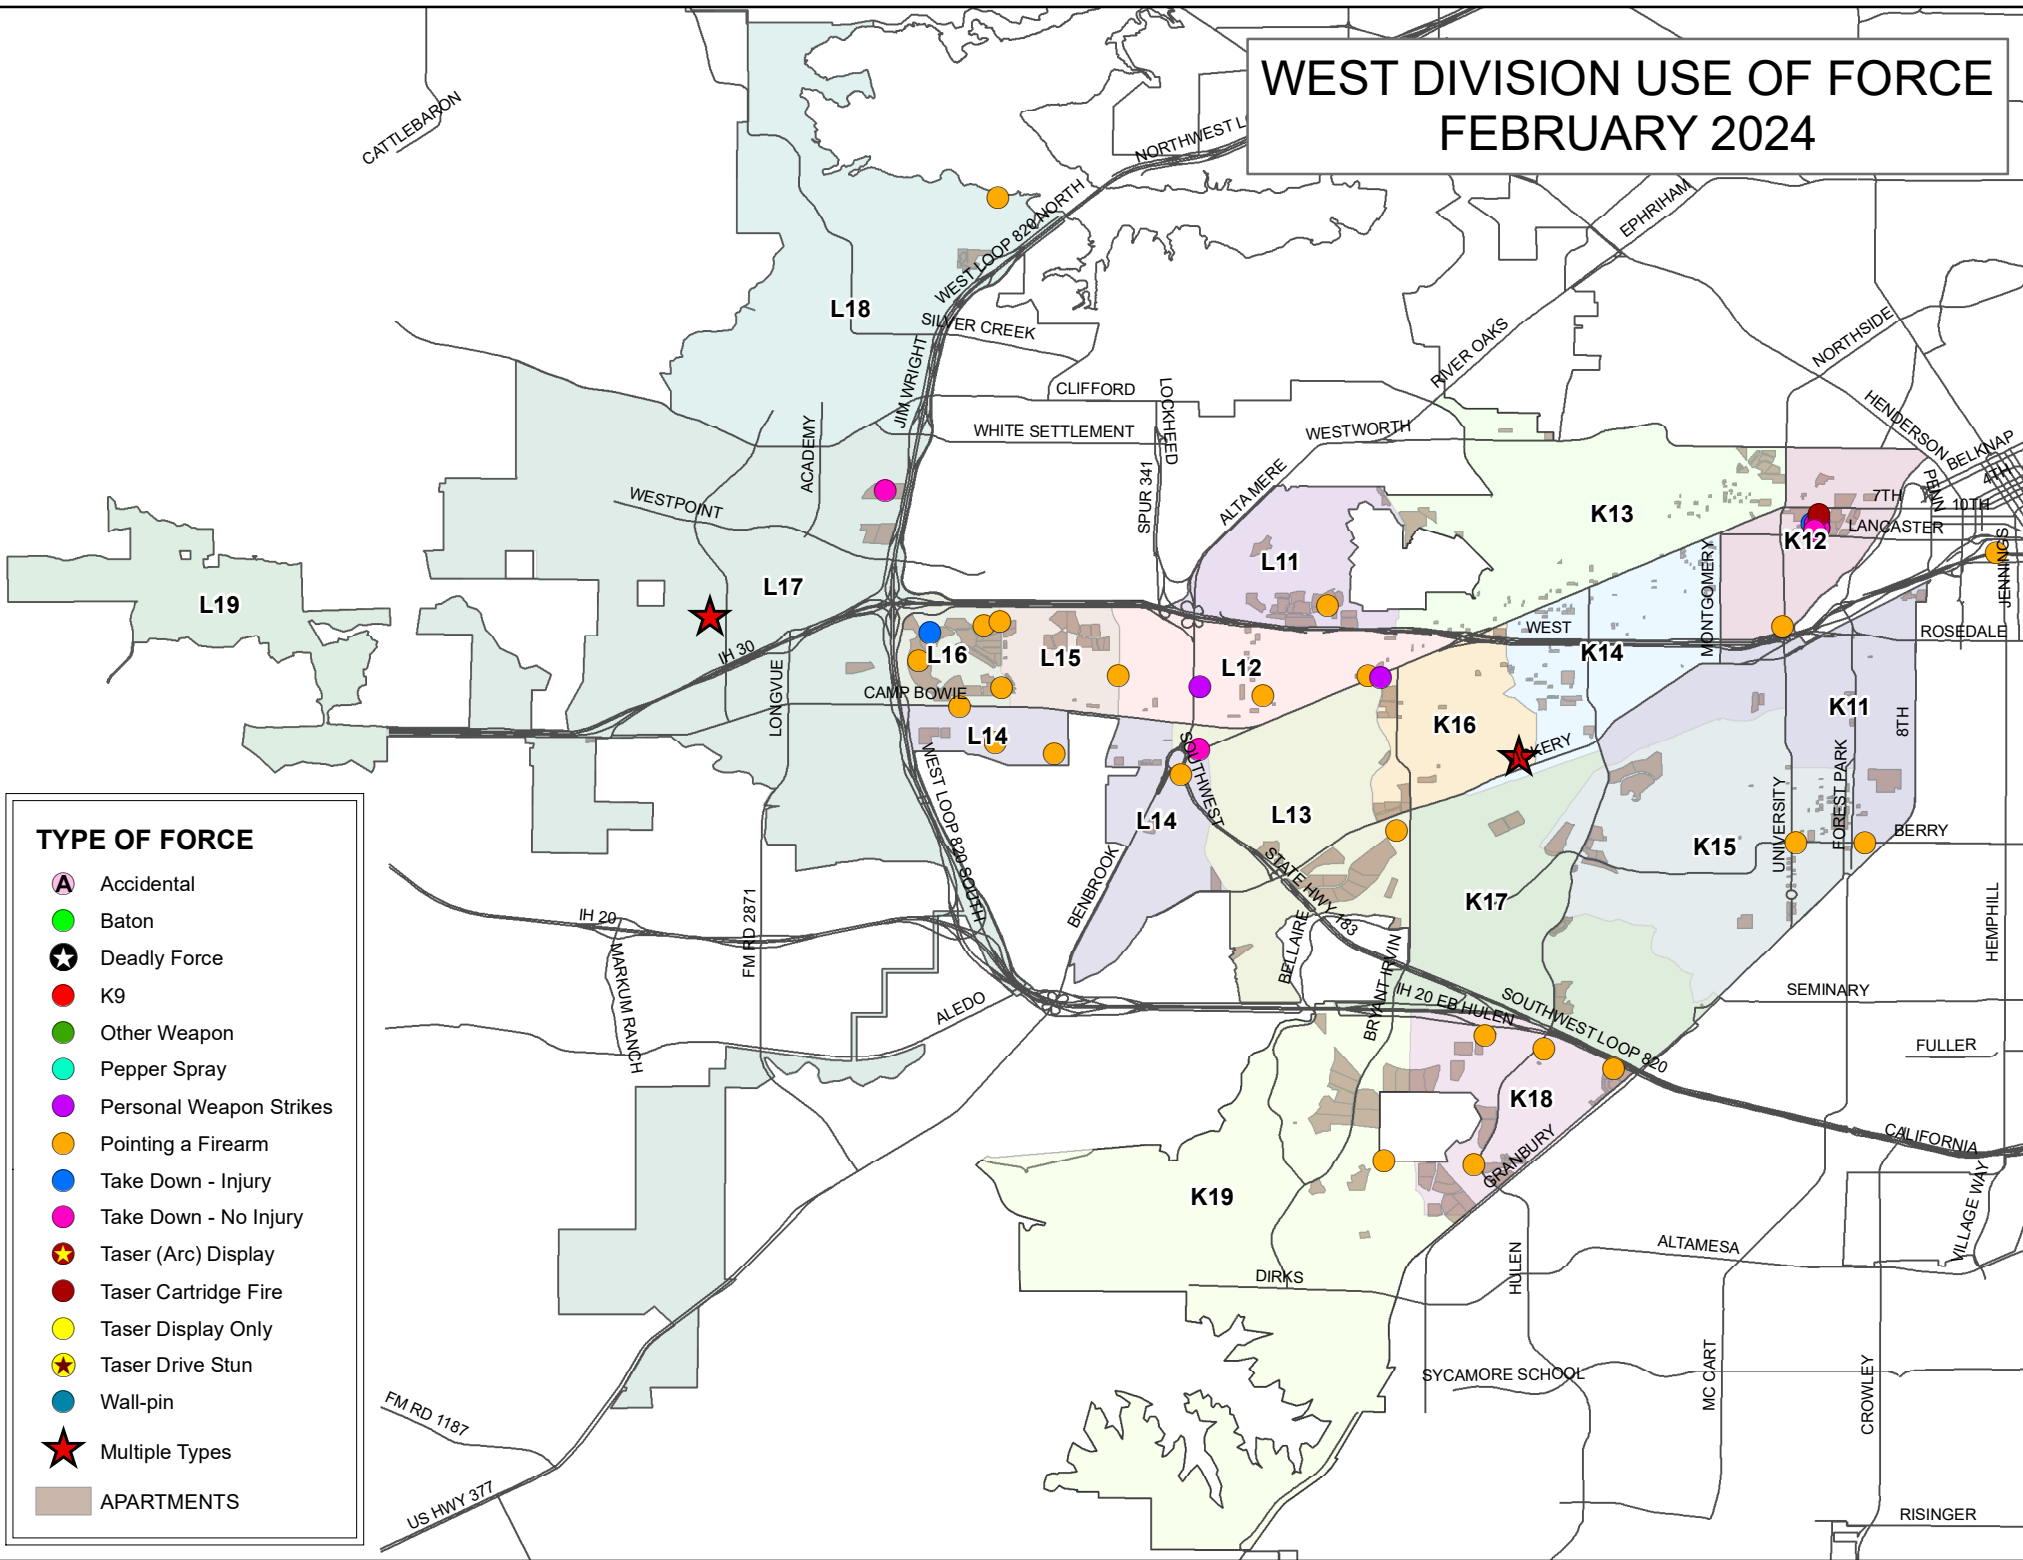 WEST DIVISION USE OF FORCE
FEBRUARY 2024
CATTLEBARON
NORTHWEST L
WEST LOOP 820 NORTH
EPHRIHAM
L18
SILVER CREEK
JIM WRIGHT
RIVER OAKS
NORTHSIDE
CLIFFORD
LOCKHEED
WHITE SETTLEMENT
WESTWORTH
HENDERSON
BELKNAP
4TH
PENN
7TH
10TH
LANCASTER
ACADEMY
WESTPOINT
SPUR 341
ALTA MERE
K13
K12
L11
L19
L17
MONTGOMERY
JENNINGS
WEST
ROSEDALE
IH 30
L16
L15
L12
K14
LONGVUE
CAMP BOWIE
L14
K16
K11
8TH
KERY
SOUTHWEST
WEST LOOP 820 SOUTH
L14
L13
K15
UNIVERSITY
FOREST PARK
BERRY
BENBROOK
STATE HWY 183
K17
IH 20
FM RD 2871
MARKUM RANCH
BELLAIRE
BRYANT IRVIN
HEMPHILL
ALEDO
IH 20 EB HULEN
SOUTHWEST LOOP 820
SEMINARY
FULLER
K18
GRANBURY
CALIFORNIA
VILLAGE WAY
K19
ALTAMESA
HULEN
DIRKS
SYCAMORE SCHOOL
MC CART
CROWLEY
RISINGER
FM RD 1187
US HWY 377
TYPE OF FORCE
A Accidental
Baton
Deadly Force
K9
Other Weapon
Pepper Spray
Personal Weapon Strikes
Pointing a Firearm
Take Down - Injury
Take Down - No Injury
Taser (Arc) Display
Taser Cartridge Fire
Taser Display Only
Taser Drive Stun
Wall-pin
Multiple Types
APARTMENTS